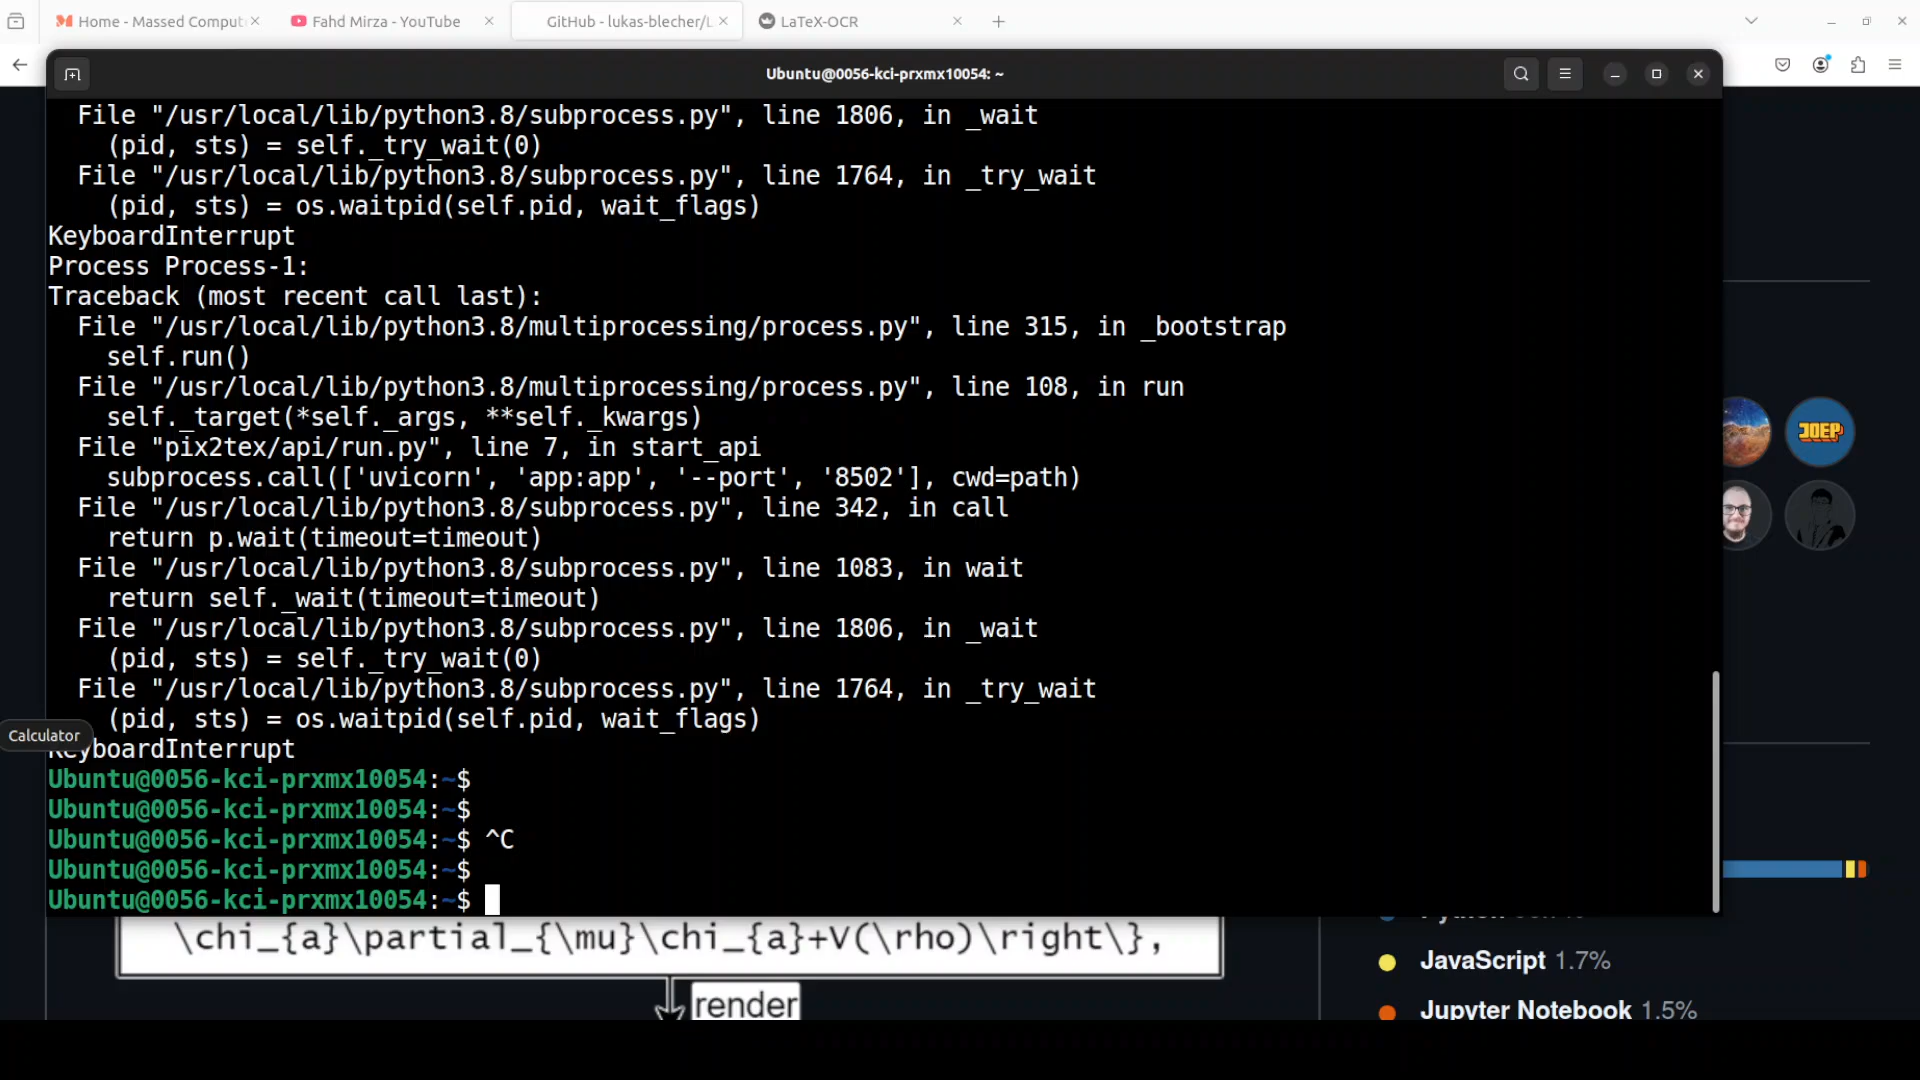 Home - Massed Comput
Fahd Mirza - YouTube
GitHub - lukas-blecher/L
LaTeX-OCR
Ubuntu@0056-kci-prxmx10054: ~
File "/usr/local/lib/python3.8/subprocess.py", line 1806, in _wait
(pid, sts) = self._try_wait(0)
File "/usr/local/lib/python3.8/subprocess.py", line 1764, in _try_wait
(pid, sts) = os.waitpid(self.pid, wait_flags)
KeyboardInterrupt
Process Process-1:
Traceback (most recent call last):
File "/usr/local/lib/python3.8/multiprocessing/process.py", line 315, in _bootstrap
self.run()
File "/usr/local/lib/python3.8/multiprocessing/process.py", line 108, in run
self._target(*self._args, **self._kwargs)
File "pix2tex/api/run.py", line 7, in start_api
subprocess.call(['uvicorn', 'app:app', '--port', '8502'], cwd=path)
File "/usr/local/lib/python3.8/subprocess.py", line 342, in call
return p.wait(timeout=timeout)
File "/usr/local/lib/python3.8/subprocess.py", line 1083, in wait
return self._wait(timeout=timeout)
File "/usr/local/lib/python3.8/subprocess.py", line 1806, in _wait
(pid, sts) = self._try_wait(0)
File "/usr/local/lib/python3.8/subprocess.py", line 1764, in _try_wait
(pid, sts) = os.waitpid(self.pid, wait_flags)
Calculator
KeyboardInterrupt
Ubuntu@0056-kci-prxmx10054:~$
Ubuntu@0056-kci-prxmx10054:~$
Ubuntu@0056-kci-prxmx10054:~$ ^C
Ubuntu@0056-kci-prxmx10054:~$
Ubuntu@0056-kci-prxmx10054:~$
JOEP
\chi_{a}\partial_{\mu}\chi_{a}+V(\rho)\right\},
render
Python
JavaScript 1.7%
Jupyter Notebook 1.5%